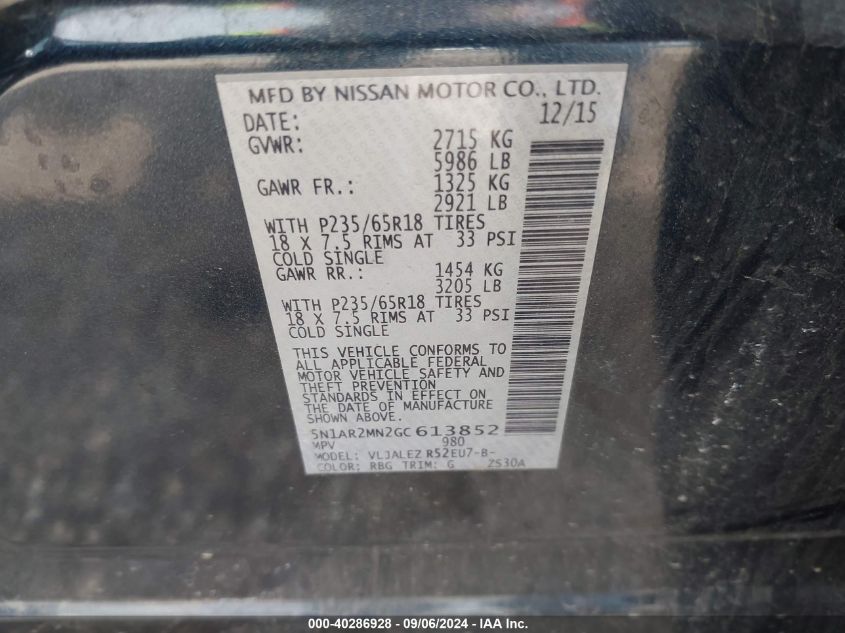 MFD BY NISSAN MOTOR CO., LTD.
DATE: 12/15
GVWR: 2715 KG
5986 LB
GAWR FR.: 1325 KG
2921 LB
WITH P235/65R18 TIRES
18 X 7.5 RIMS AT 33 PSI
COLD SINGLE
GAWR RR.: 1454 KG
3205 LB
WITH P235/65R18 TIRES
18 X 7.5 RIMS AT 33 PSI
COLD SINGLE
THIS VEHICLE CONFORMS TO
ALL APPLICABLE FEDERAL
MOTOR VEHICLE SAFETY AND
THEFT PREVENTION
STANDARDS IN EFFECT ON
THE DATE OF MANUFACTURE
SHOWN ABOVE.
5N1AR2MN2GC613852
MPV 980
MODEL: VLJALEZ R52EU7-B-
COLOR: RBG TRIM: G ZS30A
000-40286928 - 09/06/2024 - IAA Inc.